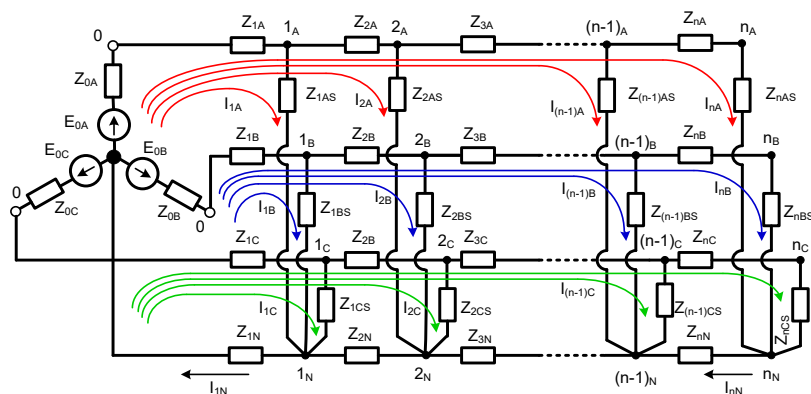 0 Z1A 1A Z2A 2A Z3A (n-1)A ZnA nA
Z0A Z1AS Z2AS Z(n-1)AS ZnAS
I1A I2A I(n-1)A InA
E0A Z1B 1B Z2B 2B Z3B (n-1)B ZnB nB
E0C E0B
0 Z0C Z0B 0 I1B Z1BS I2B Z2BS I(n-1)B Z(n-1)BS InB ZnBS
Z1C 1C Z2B 2C Z3C (n-1)C ZnC nC
I1C Z1CS I2C Z2CS I(n-1)C Z(n-1)CS ZnCS
Z1N Z2N Z3N ZnN
I1N 1N 2N (n-1)N InN nN